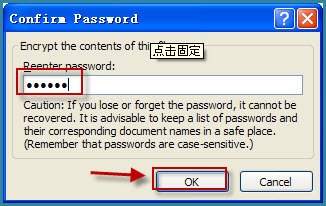 Confirm Password
Encrypt the contents of this
点击固定
Reenter password:
Caution: If you lose or forget the password, it cannot be
recovered. It is advisable to keep a list of passwords and
their corresponding document names in a safe place.
(Remember that passwords are case-sensitive.)
OK
Cancel